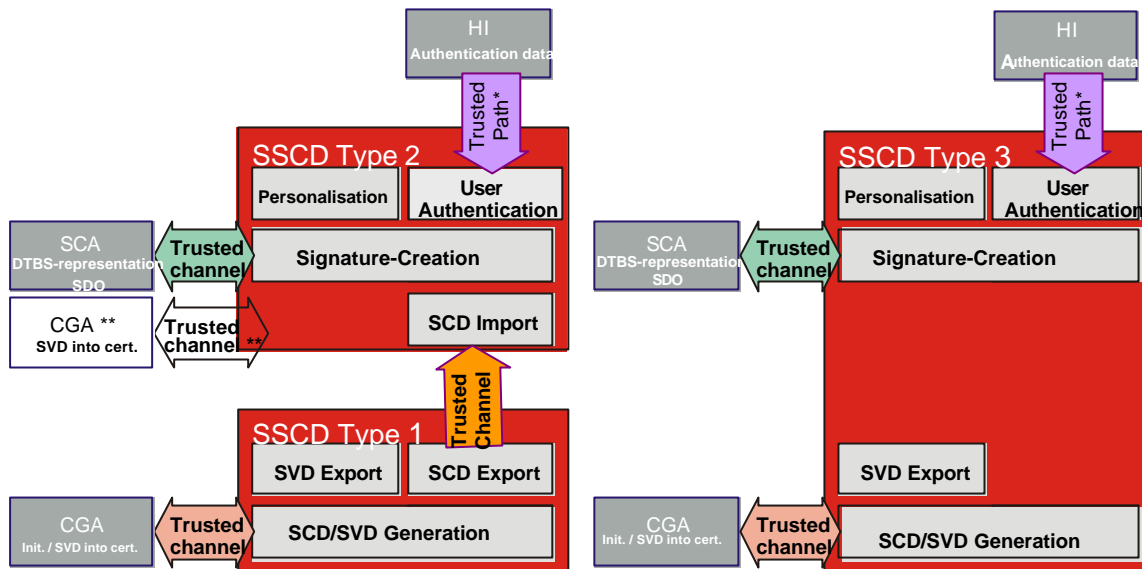 HI
Authentication data
Trusted
Path*
SSCD Type 2
Personalisation
User
Authentication
SCA
DTBS-representation
SDO
Trusted
channel
Signature-Creation
CGA **
SVD into cert.
Trusted
channel **
SCD Import
Trusted
Channel
SSCD Type 1
SVD Export
SCD Export
CGA
Init. / SVD into cert.
Trusted
channel
SCD/SVD Generation
HI
Authentication data
Trusted
Path*
SSCD Type 3
Personalisation
User
Authentication
SCA
DTBS-representation
SDO
Trusted
channel
Signature-Creation
SVD Export
CGA
Init. / SVD into cert.
Trusted
channel
SCD/SVD Generation